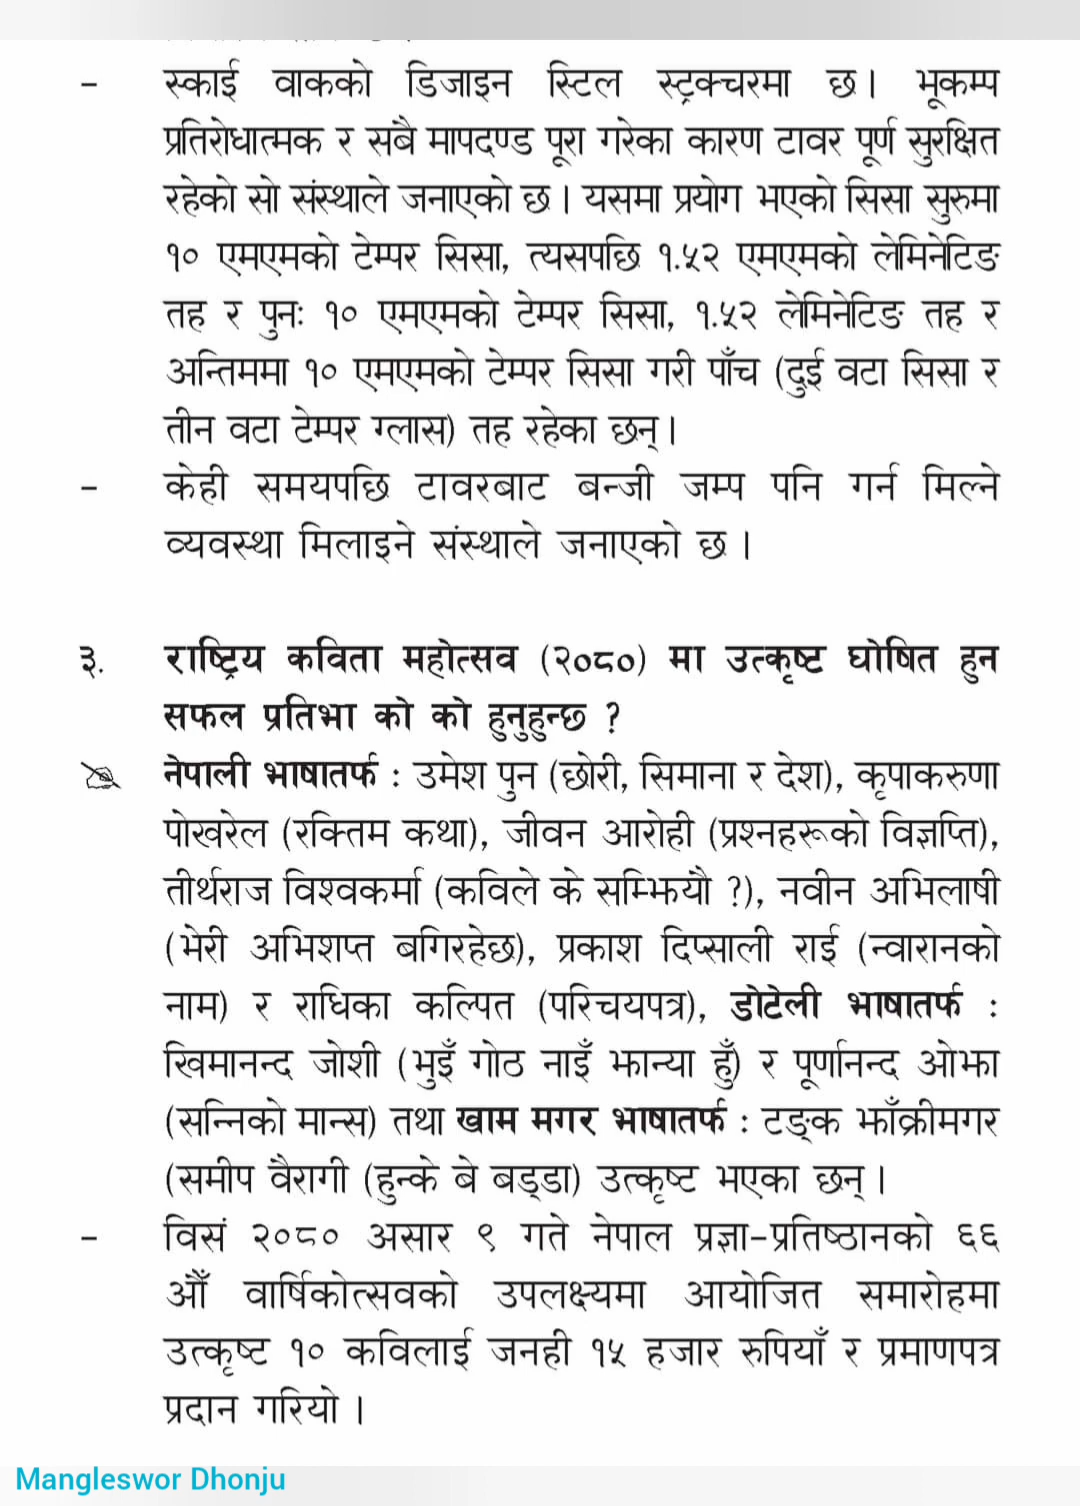 - स्काई वाकको डिजाइन स्टिल स्ट्रक्चरमा छ। भूकम्प
प्रतिरोधात्मक र सबै मापदण्ड पूरा गरेका कारण टावर पूर्ण सुरक्षित
रहेको सो संस्थाले जनाएको छ। यसमा प्रयोग भएको सिसा सुरुमा
१० एमएमको टेम्पर सिसा, त्यसपछि १.५२ एमएमको लेमिनेटिङ
तह र पुनः १० एमएमको टेम्पर सिसा, १.५२ लेमिनेटिङ तह र
अन्तिममा १० एमएमको टेम्पर सिसा गरी पाँच (दुई वटा सिसा र
तीन वटा टेम्पर ग्लास) तह रहेका छन्।
- केही समयपछि टावरबाट बन्जी जम्प पनि गर्न मिल्ने
व्यवस्था मिलाइने संस्थाले जनाएको छ ।
३. राष्ट्रिय कविता महोत्सव (२०८०) मा उत्कृष्ट घोषित हुन
सफल प्रतिभा को को हुनुहुन्छ ?
नेपाली भाषातर्फ : उमेश पुन (छोरी, सिमाना र देश), कृपाकरुणा
पोखरेल (रक्तिम कथा), जीवन आरोही (प्रश्नहरूको विज्ञप्ति),
तीर्थराज विश्वकर्मा (कविले के सम्झियौ ?), नवीन अभिलाषी
(भेरी अभिशप्त बगिरहेछ), प्रकाश दिप्साली राई (न्वारानको
नाम) र राधिका कल्पित (परिचयपत्र), डोटेली भाषातर्फ :
खिमानन्द जोशी (भुइँ गोठ नाइँ झान्या हुँ) र पूर्णानन्द ओझा
(सन्निको मान्स) तथा खाम मगर भाषातर्फ : टङ्क झाँक्रीमगर
(समीप वैरागी (हुन्के बे बड्डा) उत्कृष्ट भएका छन् ।
- विसं २०८० असार ९ गते नेपाल प्रज्ञा-प्रतिष्ठानको ६६
औँ वार्षिकोत्सवको उपलक्ष्यमा आयोजित समारोहमा
उत्कृष्ट १० कविलाई जनही १५ हजार रुपियाँ र प्रमाणपत्र
प्रदान गरियो ।
Mangleswor Dhonju